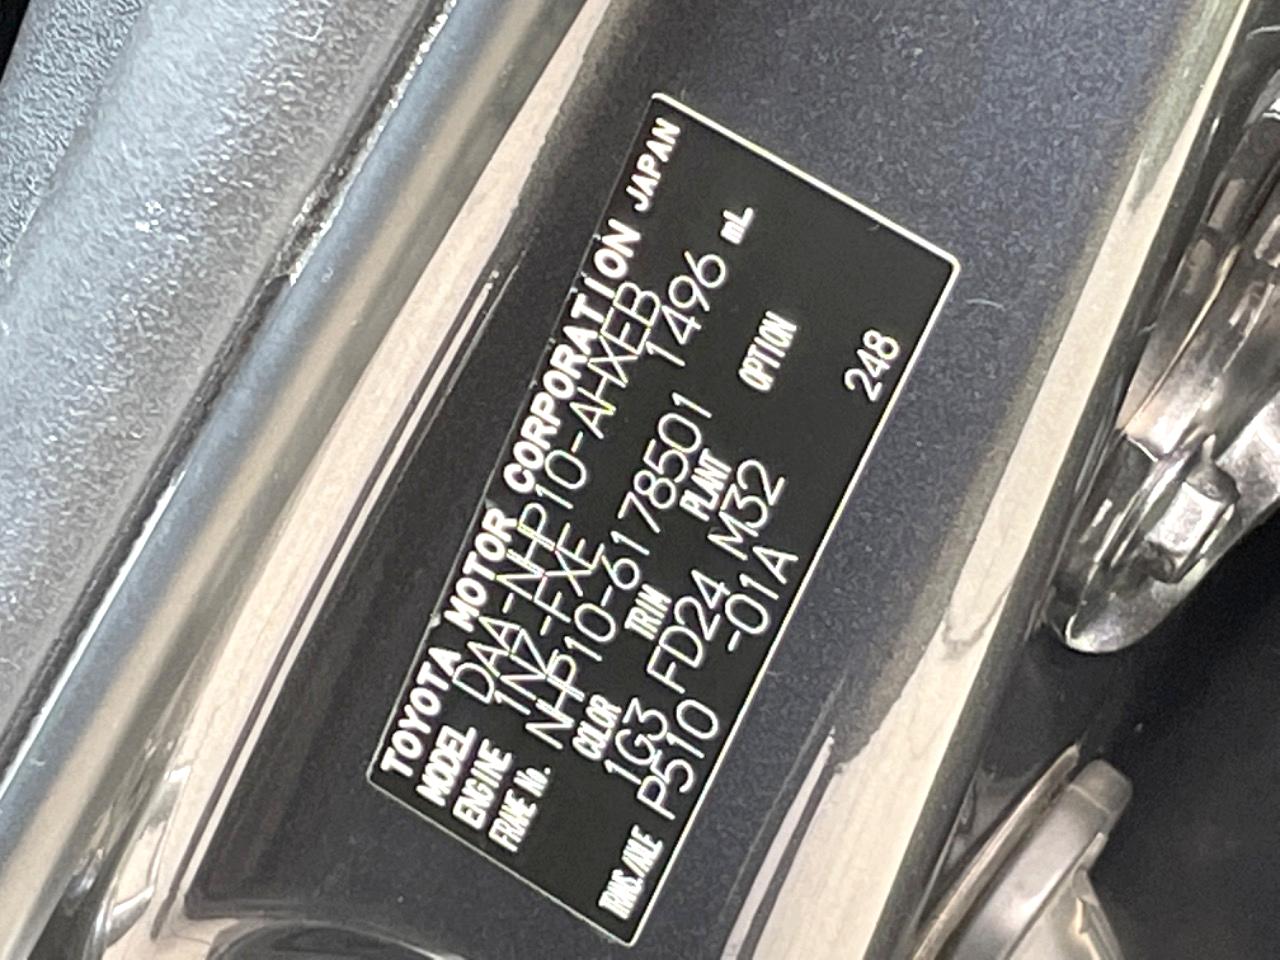 TOYOTA MOTOR CORPORATION JAPAN
MODEL DAA-NHP10-AHXEB
ENGINE 1NZ-FXE 1496 mL
FRAME No. NHP10-6178501
COLOR TRIM PLANT OPTION
1G3 FD24 M32
TRNS./AXLE P510 -01A 248